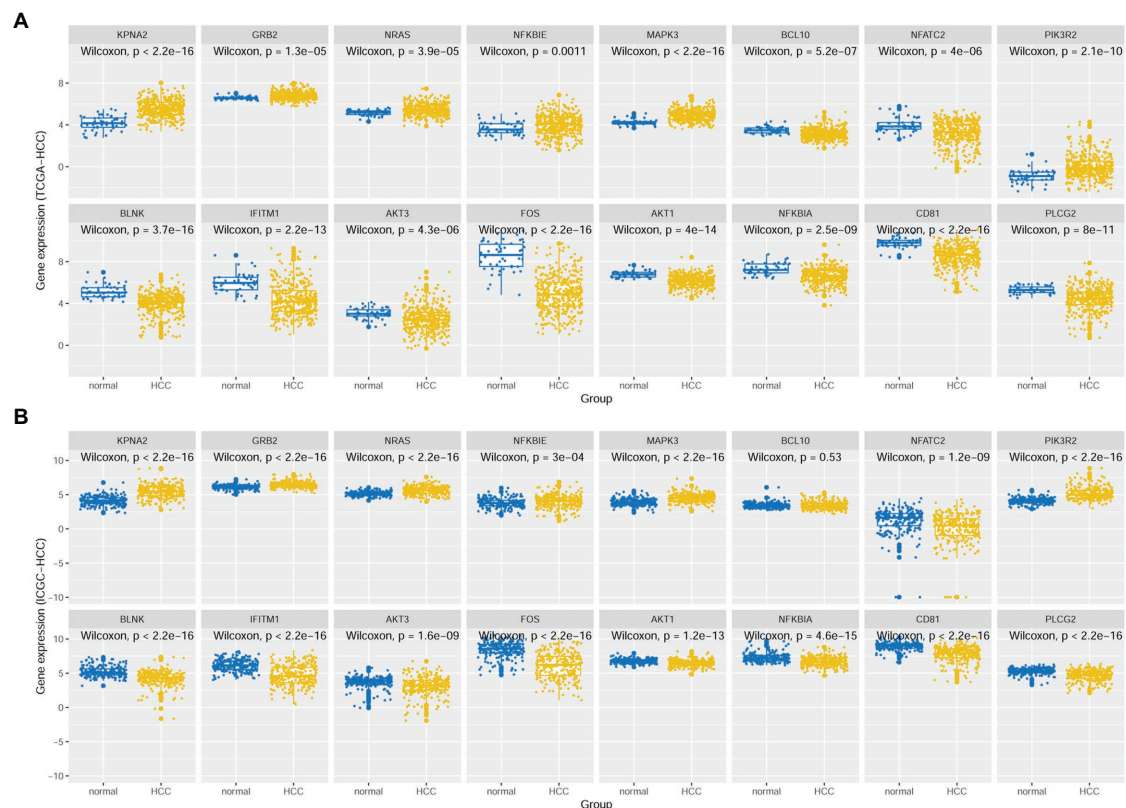 A
KPNA2 GRB2 NRAS NFKBIE MAPK3 BCL10 NFATC2 PIK3R2
Wilcoxon, p < 2.2e−16 Wilcoxon, p = 1.3e−05 Wilcoxon, p = 3.9e−05 Wilcoxon, p = 0.0011 Wilcoxon, p < 2.2e−16 Wilcoxon, p = 5.2e−07 Wilcoxon, p = 4e−06 Wilcoxon, p = 2.1e−10
8
4
0
Gene expression (TCGA−HCC)
BLNK IFITM1 AKT3 FOS AKT1 NFKBIA CD81 PLCG2
Wilcoxon, p = 3.7e−16 Wilcoxon, p = 2.2e−13 Wilcoxon, p = 4.3e−06 Wilcoxon, p < 2.2e−16 Wilcoxon, p = 4e−14 Wilcoxon, p = 2.5e−09 Wilcoxon, p < 2.2e−16 Wilcoxon, p = 8e−11
8
4
0
normal HCC normal HCC normal HCC normal HCC normal HCC normal HCC normal HCC normal HCC
Group
B
KPNA2 GRB2 NRAS NFKBIE MAPK3 BCL10 NFATC2 PIK3R2
Wilcoxon, p < 2.2e−16 Wilcoxon, p < 2.2e−16 Wilcoxon, p < 2.2e−16 Wilcoxon, p = 3e−04 Wilcoxon, p < 2.2e−16 Wilcoxon, p = 0.53 Wilcoxon, p = 1.2e−09 Wilcoxon, p < 2.2e−16
10
5
0
−5
−10
Gene expression (ICGC−HCC)
BLNK IFITM1 AKT3 FOS AKT1 NFKBIA CD81 PLCG2
Wilcoxon, p < 2.2e−16 Wilcoxon, p < 2.2e−16 Wilcoxon, p = 1.6e−09 Wilcoxon, p < 2.2e−16 Wilcoxon, p = 1.2e−13 Wilcoxon, p = 4.6e−15 Wilcoxon, p < 2.2e−16 Wilcoxon, p < 2.2e−16
10
5
0
−5
−10
normal HCC normal HCC normal HCC normal HCC normal HCC normal HCC normal HCC normal HCC
Group